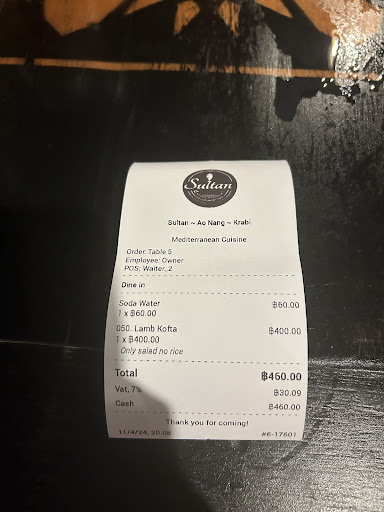 Sultan
Sultan ~ Ao Nang ~ Krabi
Mediterranean Cuisine
Order: Table 5
Employee: Owner
POS: Waiter_2
Dine in
Soda Water ฿60.00
1 x ฿60.00
050. Lamb Kofta ฿400.00
1 x ฿400.00
Only salad no rice
Total ฿460.00
Vat, 7% ฿30.09
Cash ฿460.00
Thank you for coming!
11/4/24, 20:08 #6-17601